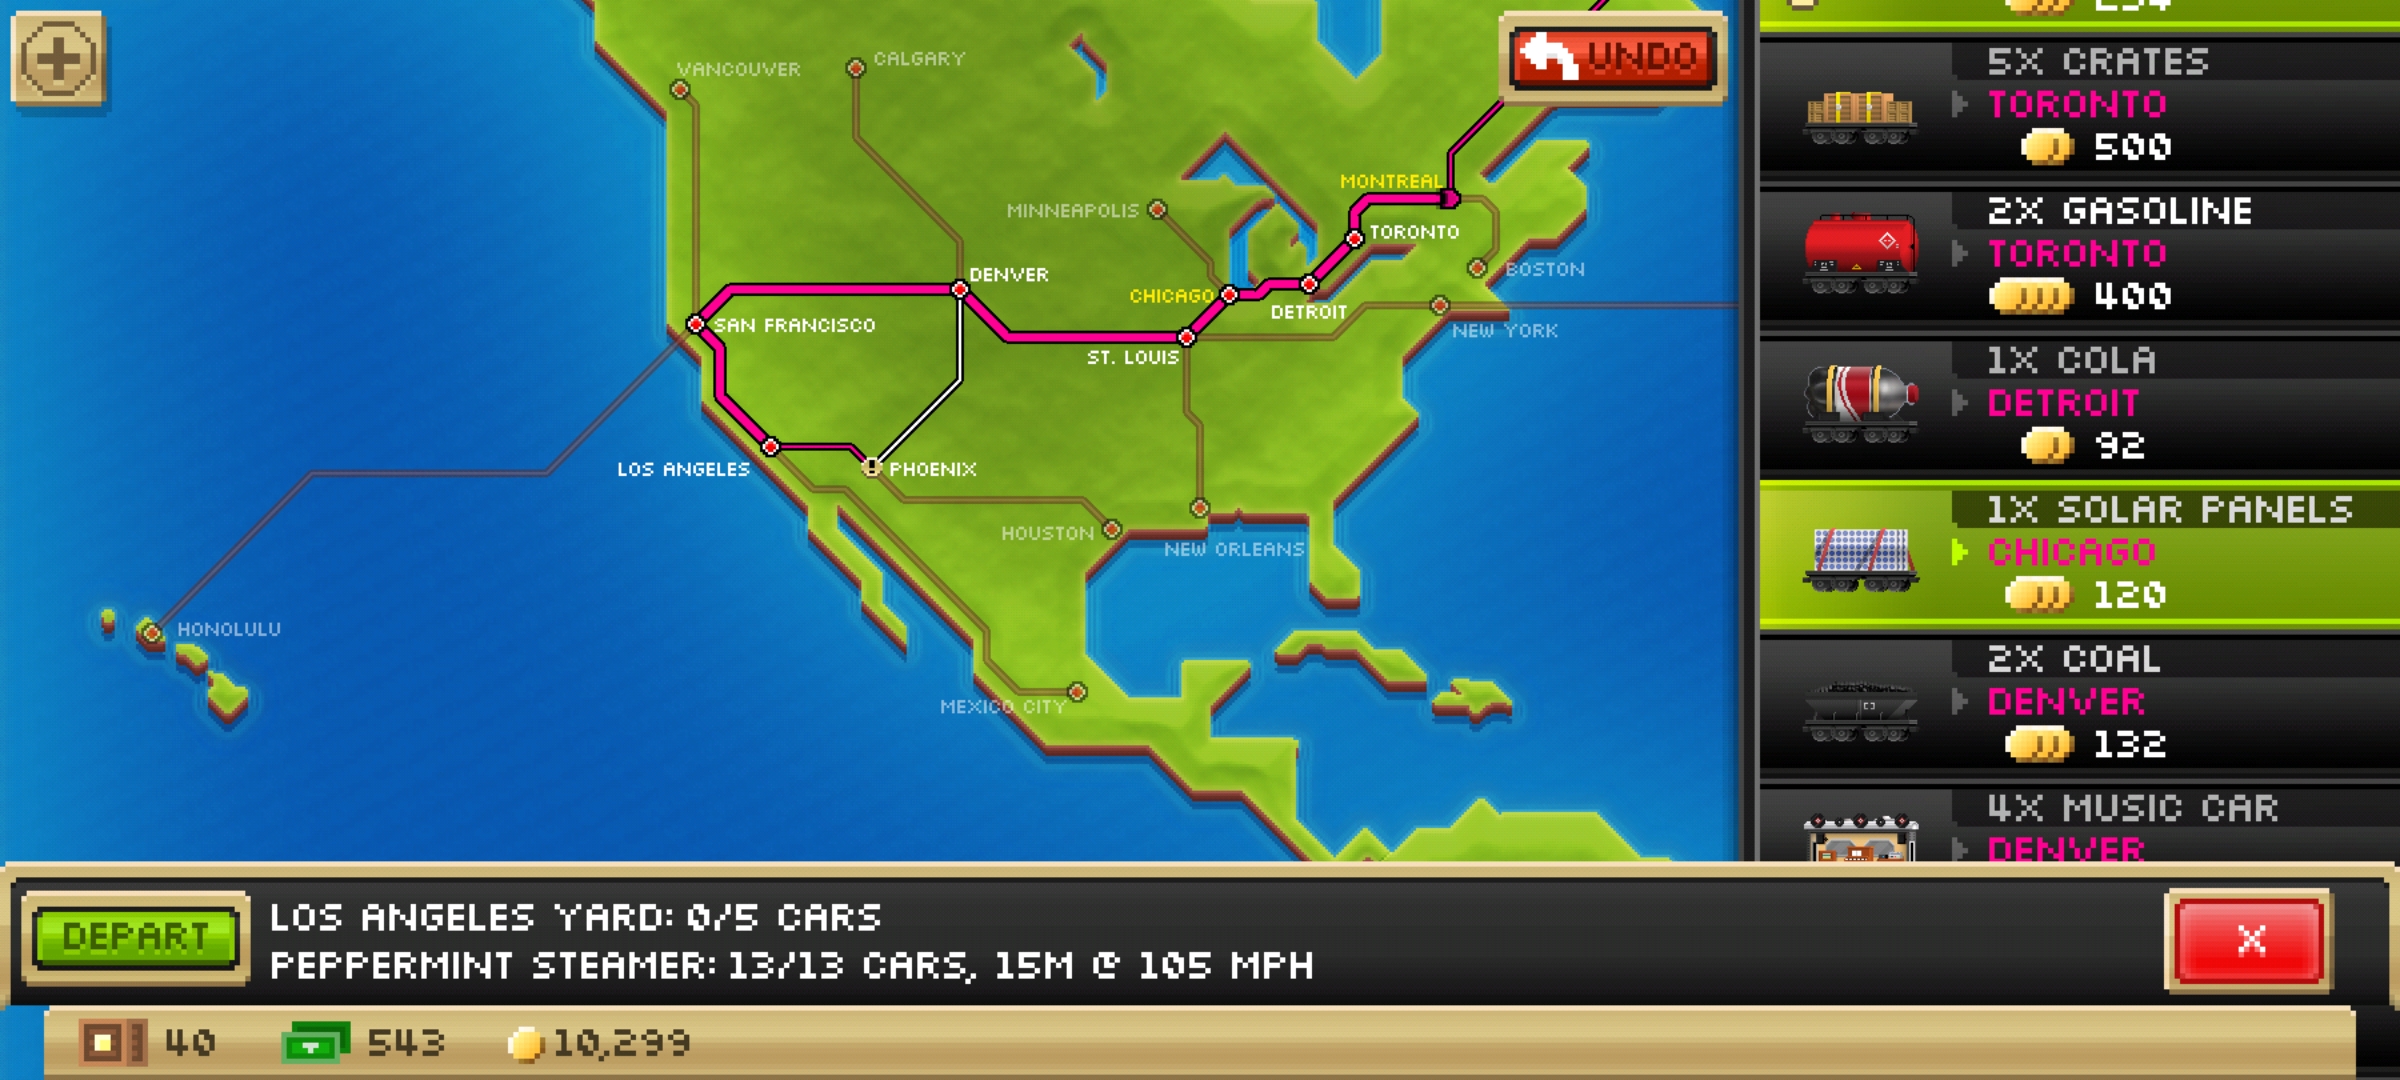 VANCOUVER
CALGARY
MINNEAPOLIS
MONTREAL
TORONTO
DENVER
CHICAGO
DETROIT
BOSTON
SAN FRANCISCO
ST. LOUIS
NEW YORK
LOS ANGELES
PHOENIX
HOUSTON
NEW ORLEANS
HONOLULU
MEXICO CITY
UNDO
5X CRATES
TORONTO
500
2X GASOLINE
TORONTO
400
1X COLA
DETROIT
92
1X SOLAR PANELS
CHICAGO
120
2X COAL
DENVER
132
4X MUSIC CAR
DENVER
DEPART
LOS ANGELES YARD: 0/5 CARS
PEPPERMINT STEAMER: 13/13 CARS, 15M @ 105 MPH
X
40
543
10,299